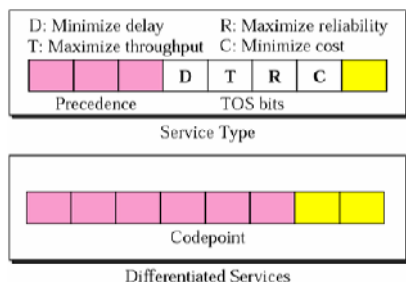 D: Minimize delay R: Maximize reliability
T: Maximize throughput C: Minimize cost
D T R C
Precedence TOS bits
Service Type
Codepoint
Differentiated Services